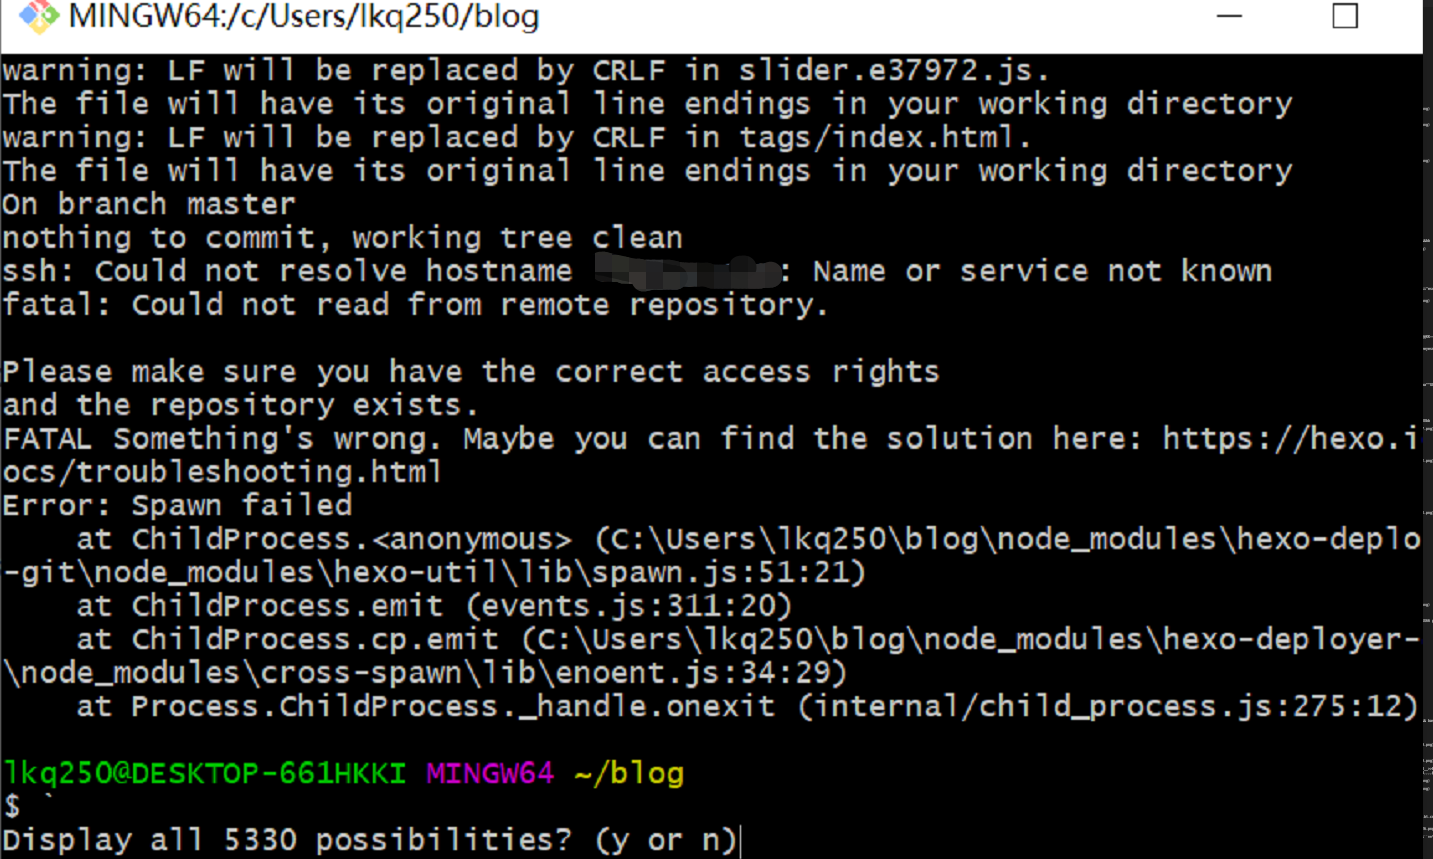 MINGW64:/c/Users/lkq250/blog
warning: LF will be replaced by CRLF in slider.e37972.js.
The file will have its original line endings in your working directory
warning: LF will be replaced by CRLF in tags/index.html.
The file will have its original line endings in your working directory
On branch master
nothing to commit, working tree clean
ssh: Could not resolve hostname : Name or service not known
fatal: Could not read from remote repository.
Please make sure you have the correct access rights
and the repository exists.
FATAL Something's wrong. Maybe you can find the solution here: https://hexo.i
ocs/troubleshooting.html
Error: Spawn failed
at ChildProcess.<anonymous> (C:\Users\lkq250\blog\node_modules\hexo-deplo
-git\node_modules\hexo-util\lib\spawn.js:51:21)
at ChildProcess.emit (events.js:311:20)
at ChildProcess.cp.emit (C:\Users\lkq250\blog\node_modules\hexo-deployer-
\node_modules\cross-spawn\lib\enoent.js:34:29)
at Process.ChildProcess._handle.onexit (internal/child_process.js:275:12)
lkq250@DESKTOP-661HKKI MINGW64 ~/blog
$ `
Display all 5330 possibilities? (y or n)